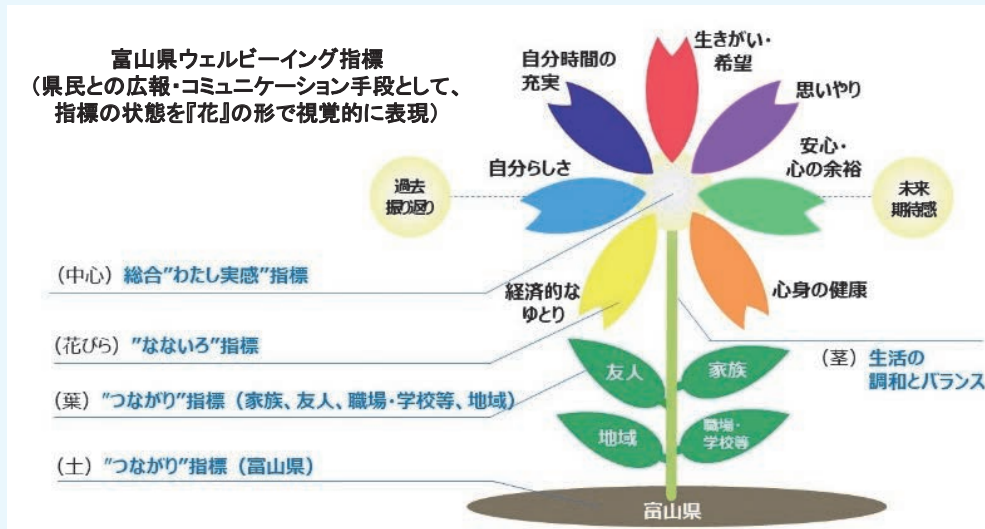 富山県ウェルビーイング指標
（県民との広報・コミュニケーション手段として、
指標の状態を『花』の形で視覚的に表現）
生きがい・
希望
自分時間の
充実
思いやり
自分らしさ
安心・
心の余裕
過去
振り返り
未来
期待感
（中心）総合”わたし実感”指標
経済的な
ゆとり
心身の健康
（花びら）”なないろ”指標
（茎）生活の
調和とバランス
友人
家族
（葉）”つながり”指標（家族、友人、職場・学校等、地域）
地域
職場・
学校等
（土）”つながり”指標（富山県）
富山県